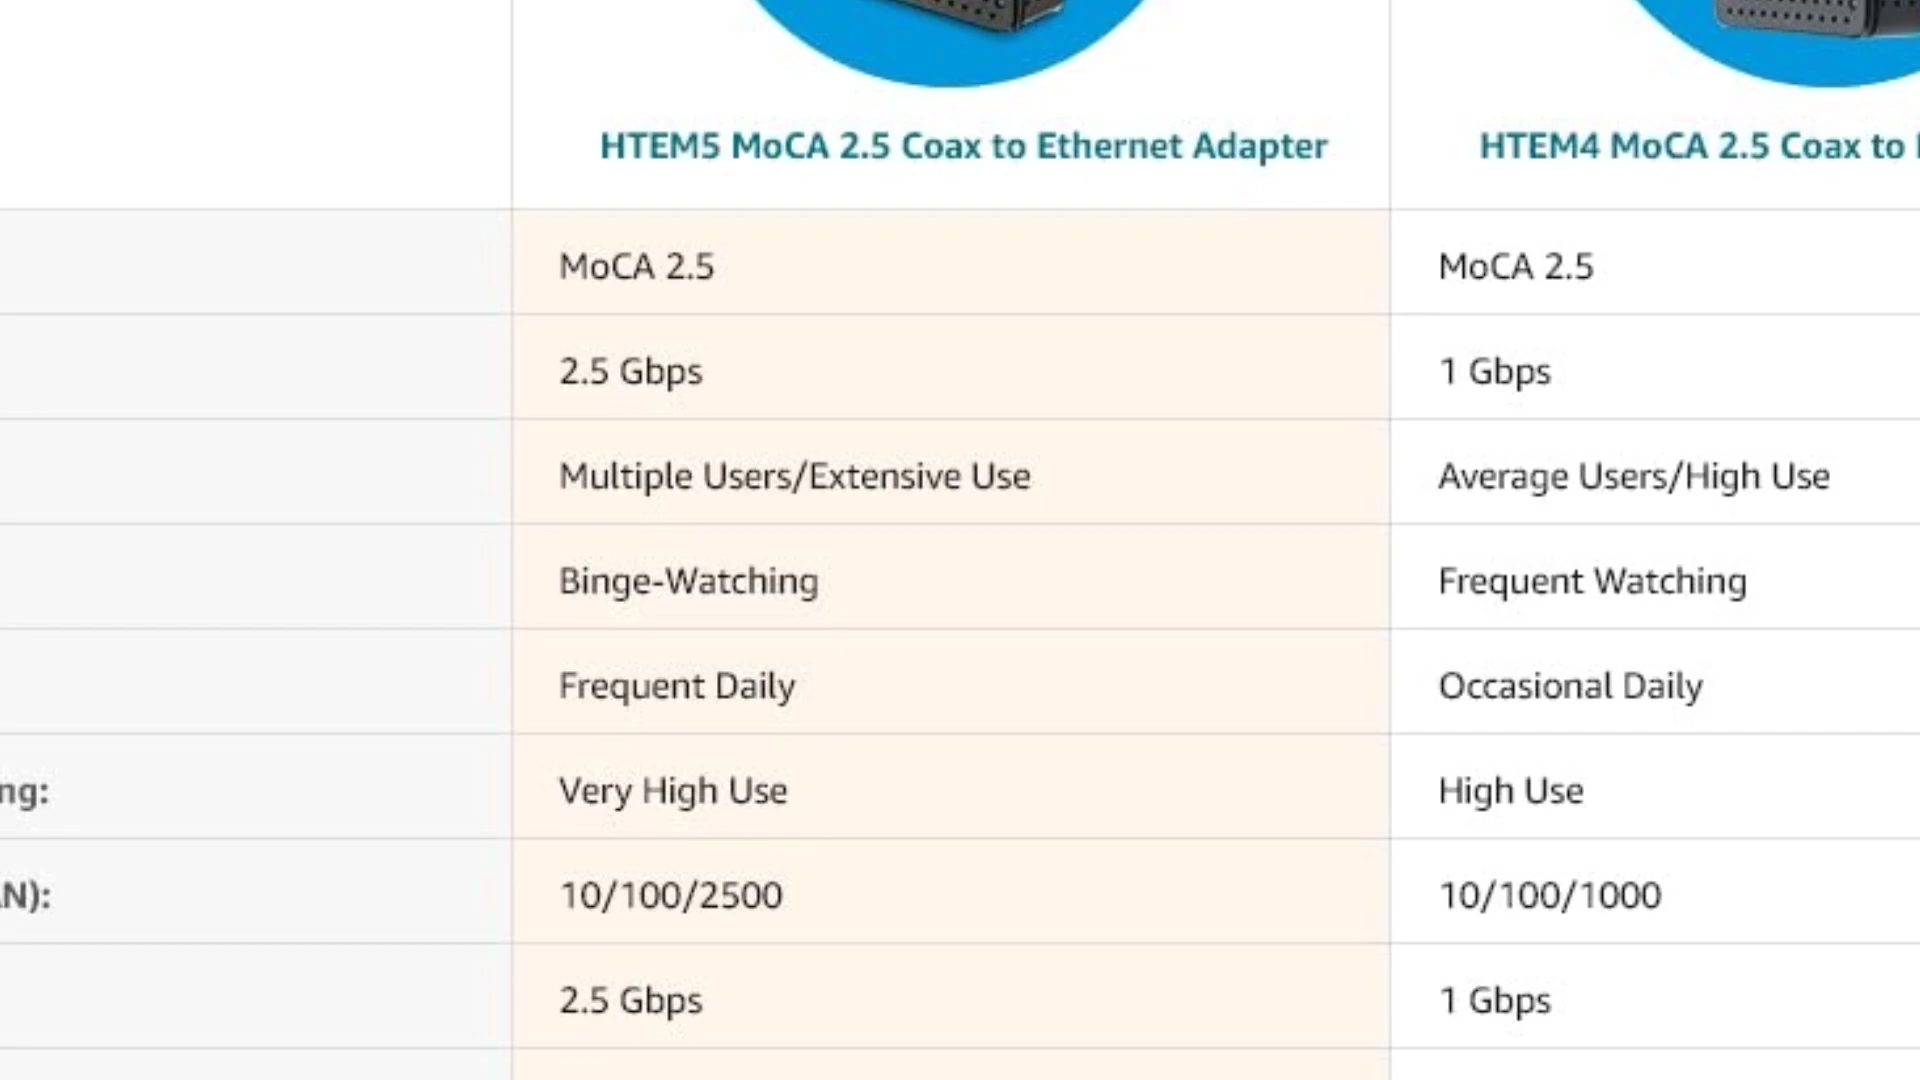 HTEM5 MoCA 2.5 Coax to Ethernet Adapter
HTEM4 MoCA 2.5 Coax to
MoCA 2.5
MoCA 2.5
2.5 Gbps
1 Gbps
Multiple Users/Extensive Use
Average Users/High Use
Binge-Watching
Frequent Watching
Frequent Daily
Occasional Daily
ng:
Very High Use
High Use
N):
10/100/2500
10/100/1000
2.5 Gbps
1 Gbps